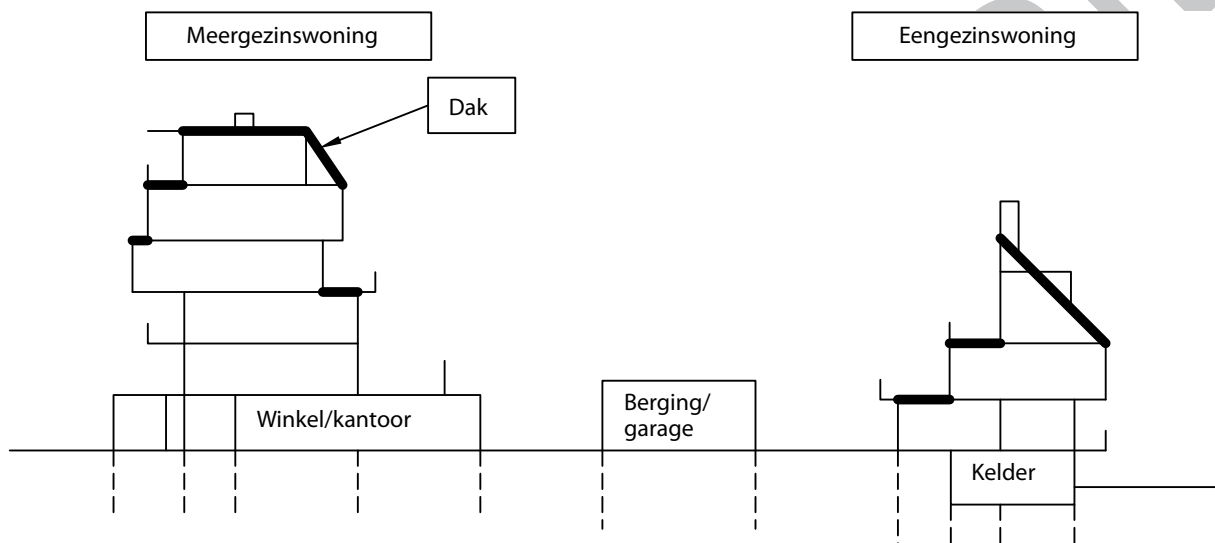 Meergezinswoning
Eengezinswoning
Dak
Winkel/kantoor
Berging/
garage
Kelder